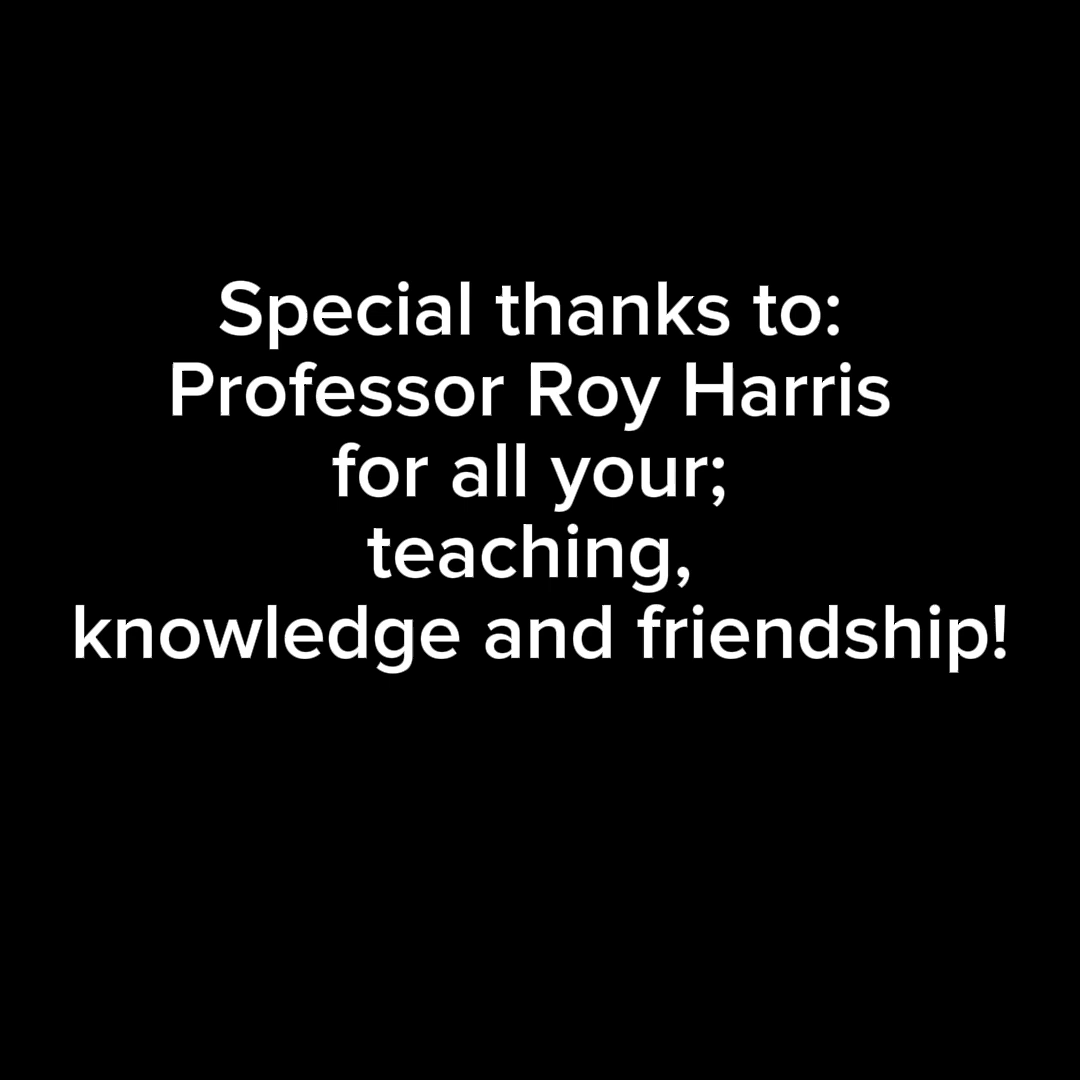 Special thanks to:
Professor Roy Harris
for all your;
teaching,
knowledge and friendship!